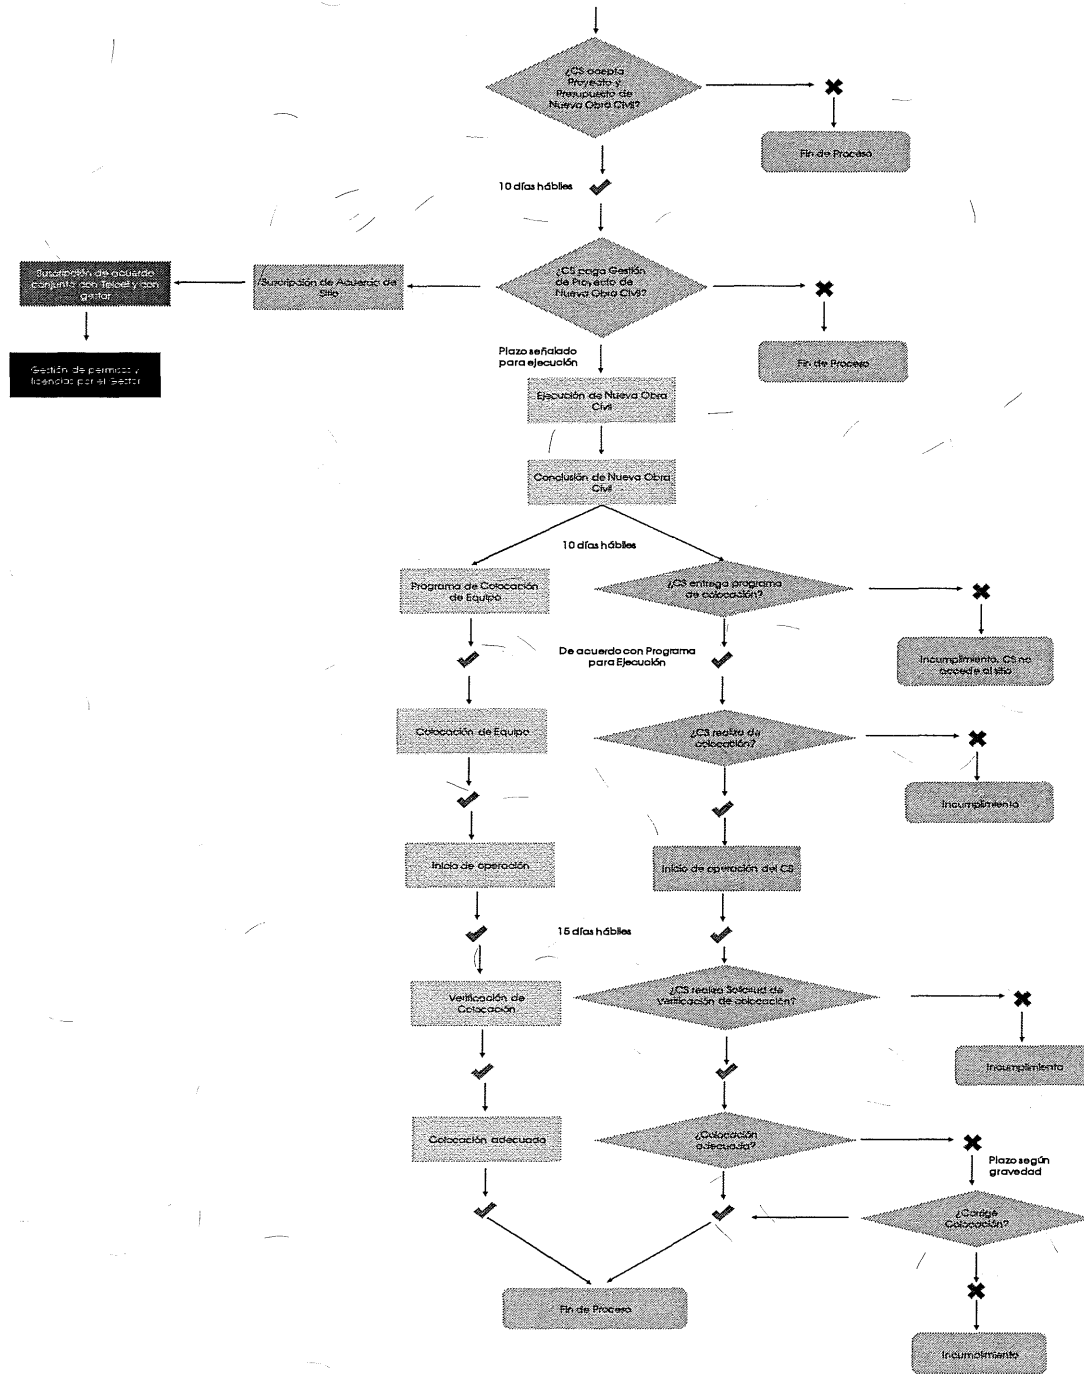 ¿CS acepta
Proyecto y
Presupuesto de
Nueva Obra Civil?
Fin de Proceso
10 días hábiles
Suscripción de acuerdo
conjunto con Telcel y con
gestor
Suscripción de Acuerdo de
Sitio
¿CS paga Gestión
de Proyecto de
Nueva Obra Civil?
Plazo señalado
para ejecución
Fin de Proceso
Gestión de permisos y
licencias por el Gestor
Ejecución de Nueva Obra
Civil
Conclusión de Nueva Obra
Civil
10 días hábiles
Programa de Colocación
de Equipo
¿CS entrega programa
de colocación?
De acuerdo con Programa
para Ejecución
Incumplimiento, CS no
accede al sitio
Colocación de Equipo
¿CS realiza de
colocación?
Incumplimiento
Inicio de operación
Inicio de operación del CS
15 días hábiles
Verificación de
Colocación
¿CS realiza Solicitud de
Verificación de colocación?
Incumplimiento
Colocación adecuada
¿Colocación
adecuada?
Plazo según
gravedad
¿Corrige
Colocación?
Fin de Proceso
Incumplimiento